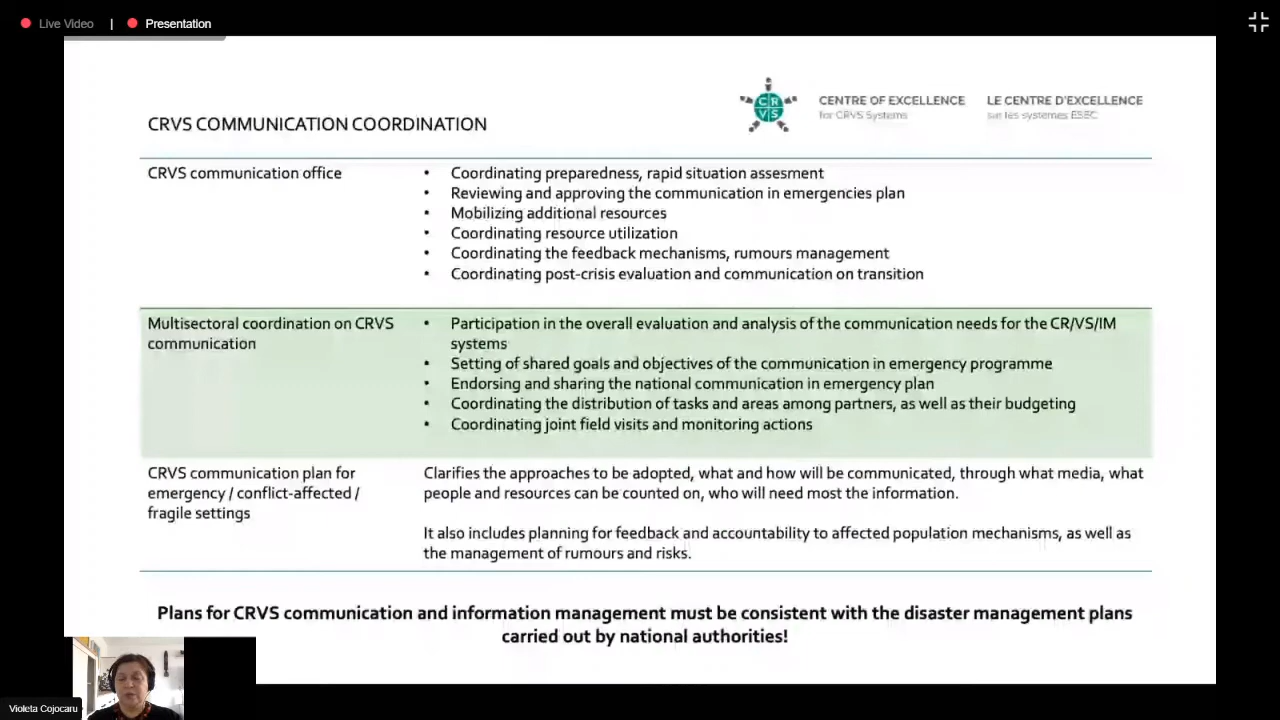 Live Video | Presentation
CRVS COMMUNICATION COORDINATION
C R
V S
CENTRE OF EXCELLENCE
for CRVS Systems
LE CENTRE D'EXCELLENCE
sur les systèmes ESEC
CRVS communication office
• Coordinating preparedness, rapid situation assesment
• Reviewing and approving the communication in emergencies plan
• Mobilizing additional resources
• Coordinating resource utilization
• Coordinating the feedback mechanisms, rumours management
• Coordinating post-crisis evaluation and communication on transition
Multisectoral coordination on CRVS
communication
• Participation in the overall evaluation and analysis of the communication needs for the CR/VS/IM
systems
• Setting of shared goals and objectives of the communication in emergency programme
• Endorsing and sharing the national communication in emergency plan
• Coordinating the distribution of tasks and areas among partners, as well as their budgeting
• Coordinating joint field visits and monitoring actions
CRVS communication plan for
emergency / conflict-affected /
fragile settings
Clarifies the approaches to be adopted, what and how will be communicated, through what media, what
people and resources can be counted on, who will need most the information.
It also includes planning for feedback and accountability to affected population mechanisms, as well as
the management of rumours and risks.
Plans for CRVS communication and information management must be consistent with the disaster management plans
carried out by national authorities!
Violeta Cojocaru